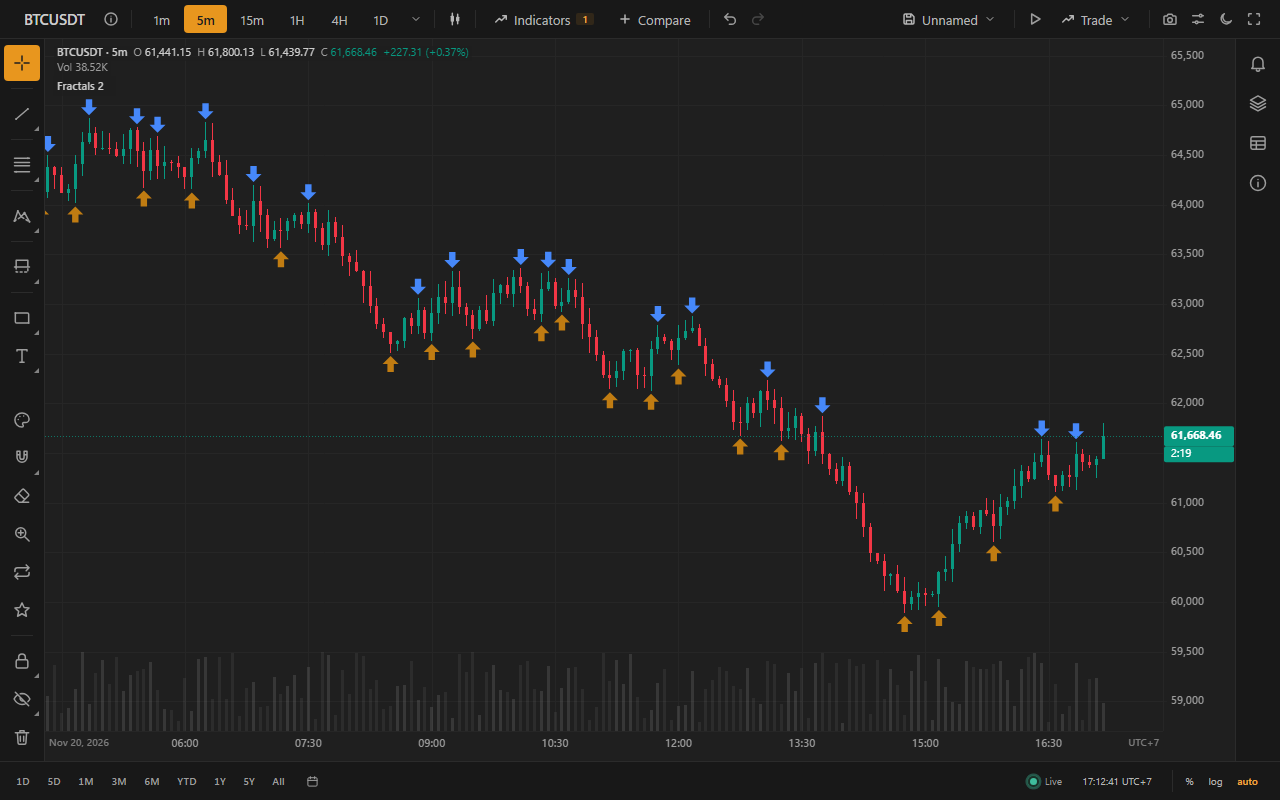 BTCUSDT 1m 5m 15m 1H 4H 1D Indicators 1 Compare Unnamed Trade
BTCUSDT · 5m O 61,441.15 H 61,800.13 L 61,439.77 C 61,668.46 +227.31 (+0.37%)
Vol 38.52K
Fractals 2
65,500
65,000
64,500
64,000
63,500
63,000
62,500
62,000
61,668.46
2:19
61,000
60,500
60,000
59,500
59,000
Nov 20, 2026 06:00 07:30 09:00 10:30 12:00 13:30 15:00 16:30 UTC+7
1D 5D 1M 3M 6M YTD 1Y 5Y All Live 17:12:41 UTC+7 % log auto